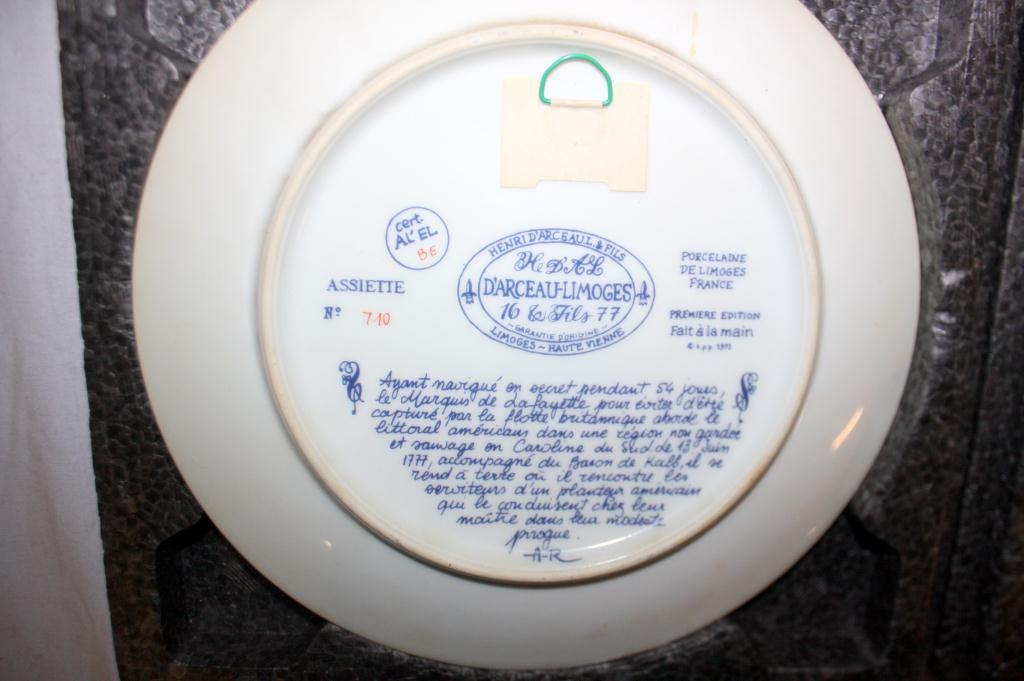 cert.
AL'EL
BE
ASSIETTE
Nº 710
HENRI D'ARCEAU L & FILS
H D'A L
D'ARCEAU-LIMOGES
16 & Fils 77
GARANTIE D'ORIGINE
LIMOGES ~ HAUTE VIENNE
PORCELAINE
DE LIMOGES
FRANCE
PREMIERE EDITION
Fait à la main
Ayant navigué en secret pendant 54 jours,
le Marquis de Lafayette pour éviter d'être
capturé par la flotte britannique aborde le
littoral américain dans une région non gardée
et sauvage en Caroline du Sud le 13 Juin
1777, accompagné du Baron de Kalb, il se
rend à terre où il rencontre les
serviteurs d'un planteur américain
qui le conduisent chez leur
maître dans leur modeste
pirogue.
A-R